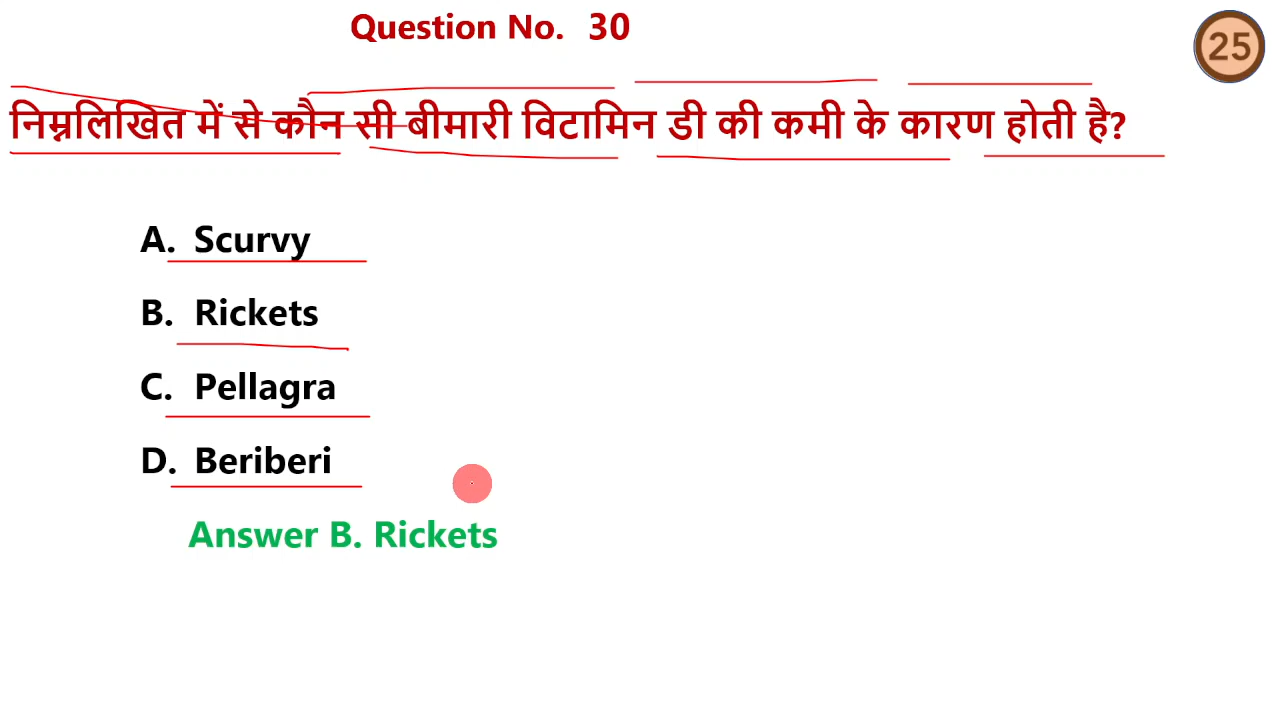 Question No. 30
25
निम्नलिखित में से कौन सी बीमारी विटामिन डी की कमी के कारण होती है?
A. Scurvy
B. Rickets
C. Pellagra
D. Beriberi
Answer B. Rickets